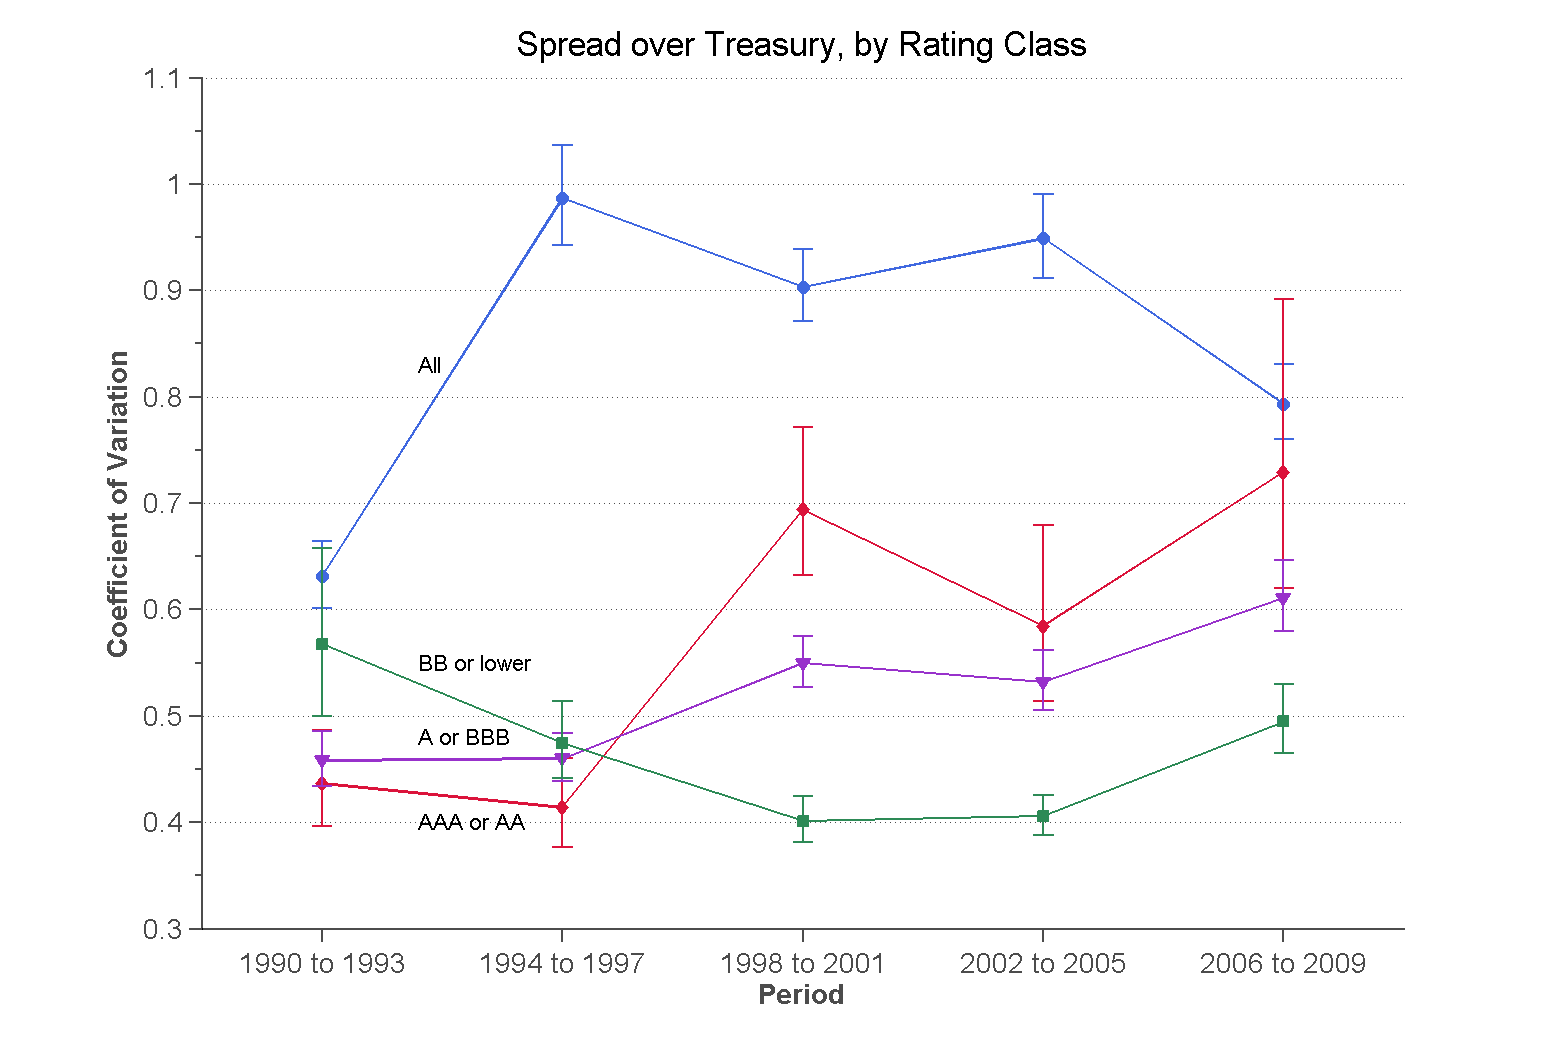 Spread over Treasury, by Rating Class
1.1
1
0.9
0.8
0.7
0.6
0.5
0.4
0.3
Coefficient of Variation
All
BB or lower
A or BBB
AAA or AA
1990 to 1993
1994 to 1997
1998 to 2001
2002 to 2005
2006 to 2009
Period